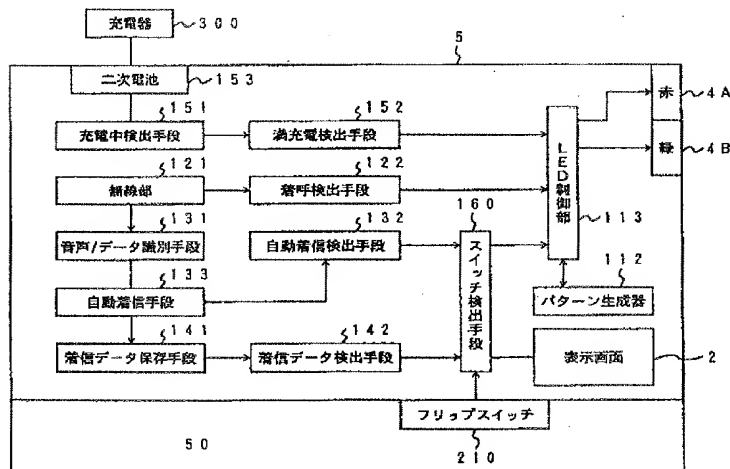 充電器
300
5
二次電池
153
赤
4A
151
152
充電中検出手段
満充電検出手段
緑
4B
121
122
LED制御部
無線部
着呼検出手段
160
113
131
132
音声/データ識別手段
自動着信検出手段
スイッチ検出手段
112
133
自動着信手段
パターン生成器
141
142
着信データ保存手段
着信データ検出手段
表示画面
2
フリップスイッチ
50
210